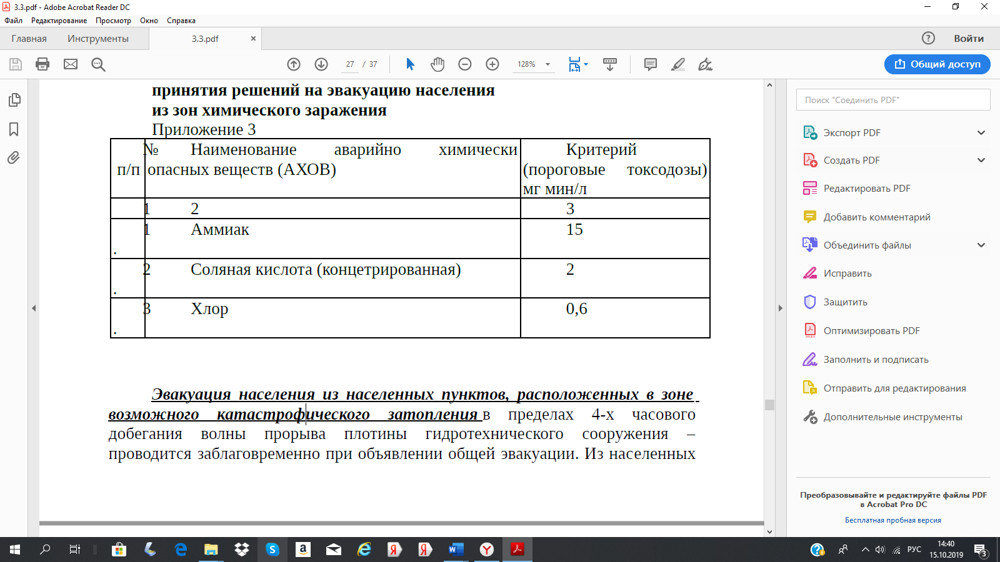 3.3.pdf - Adobe Acrobat Reader DC
Файл Редактирование Просмотр Окно Справка
Главная Инструменты 3.3.pdf × ? Войти
27 / 37 128% Общий доступ
принятия решений на эвакуацию населения
из зон химического заражения
Приложение 3
№ Наименование аварийно химически Критерий
п/п опасных веществ (АХОВ) (пороговые токсодозы)
мг мин/л
1 2 3
1 Аммиак 15
.
2 Соляная кислота (концетрированная) 2
.
3 Хлор 0,6
.
Эвакуация населения из населенных пунктов, расположенных в зоне
возможного катастрофического затопления в пределах 4-х часового
добегания волны прорыва плотины гидротехнического сооружения –
проводится заблаговременно при объявлении общей эвакуации. Из населенных
Поиск "Соединить PDF"
Экспорт PDF
Создать PDF
Редактировать PDF
Добавить комментарий
Объединить файлы
Исправить
Защитить
Оптимизировать PDF
Заполнить и подписать
Отправить для редактирования
Дополнительные инструменты
Преобразовывайте и редактируйте файлы PDF
в Acrobat Pro DC
Бесплатная пробная версия
РУС 14:40
15.10.2019 3